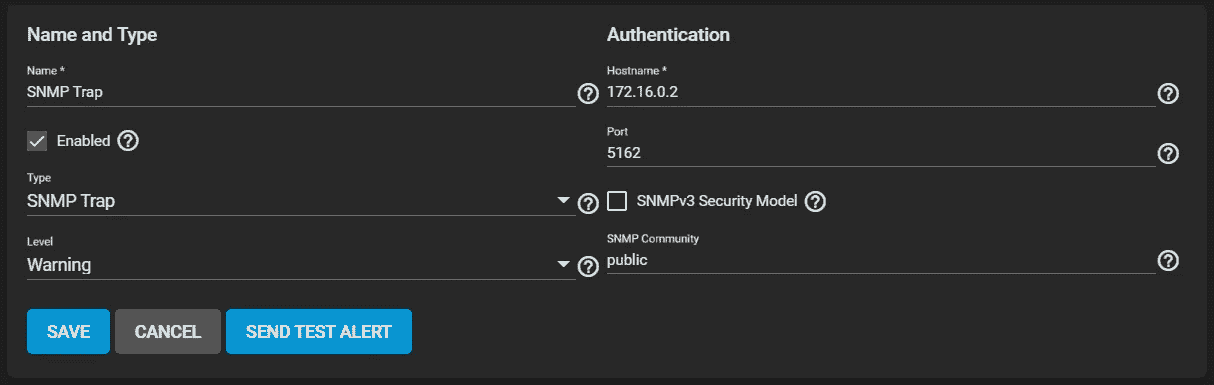 Name and Type
Name *
SNMP Trap
Enabled
Type
SNMP Trap
Level
Warning
Authentication
Hostname *
172.16.0.2
Port
5162
SNMPv3 Security Model
SNMP Community
public
SAVE
CANCEL
SEND TEST ALERT